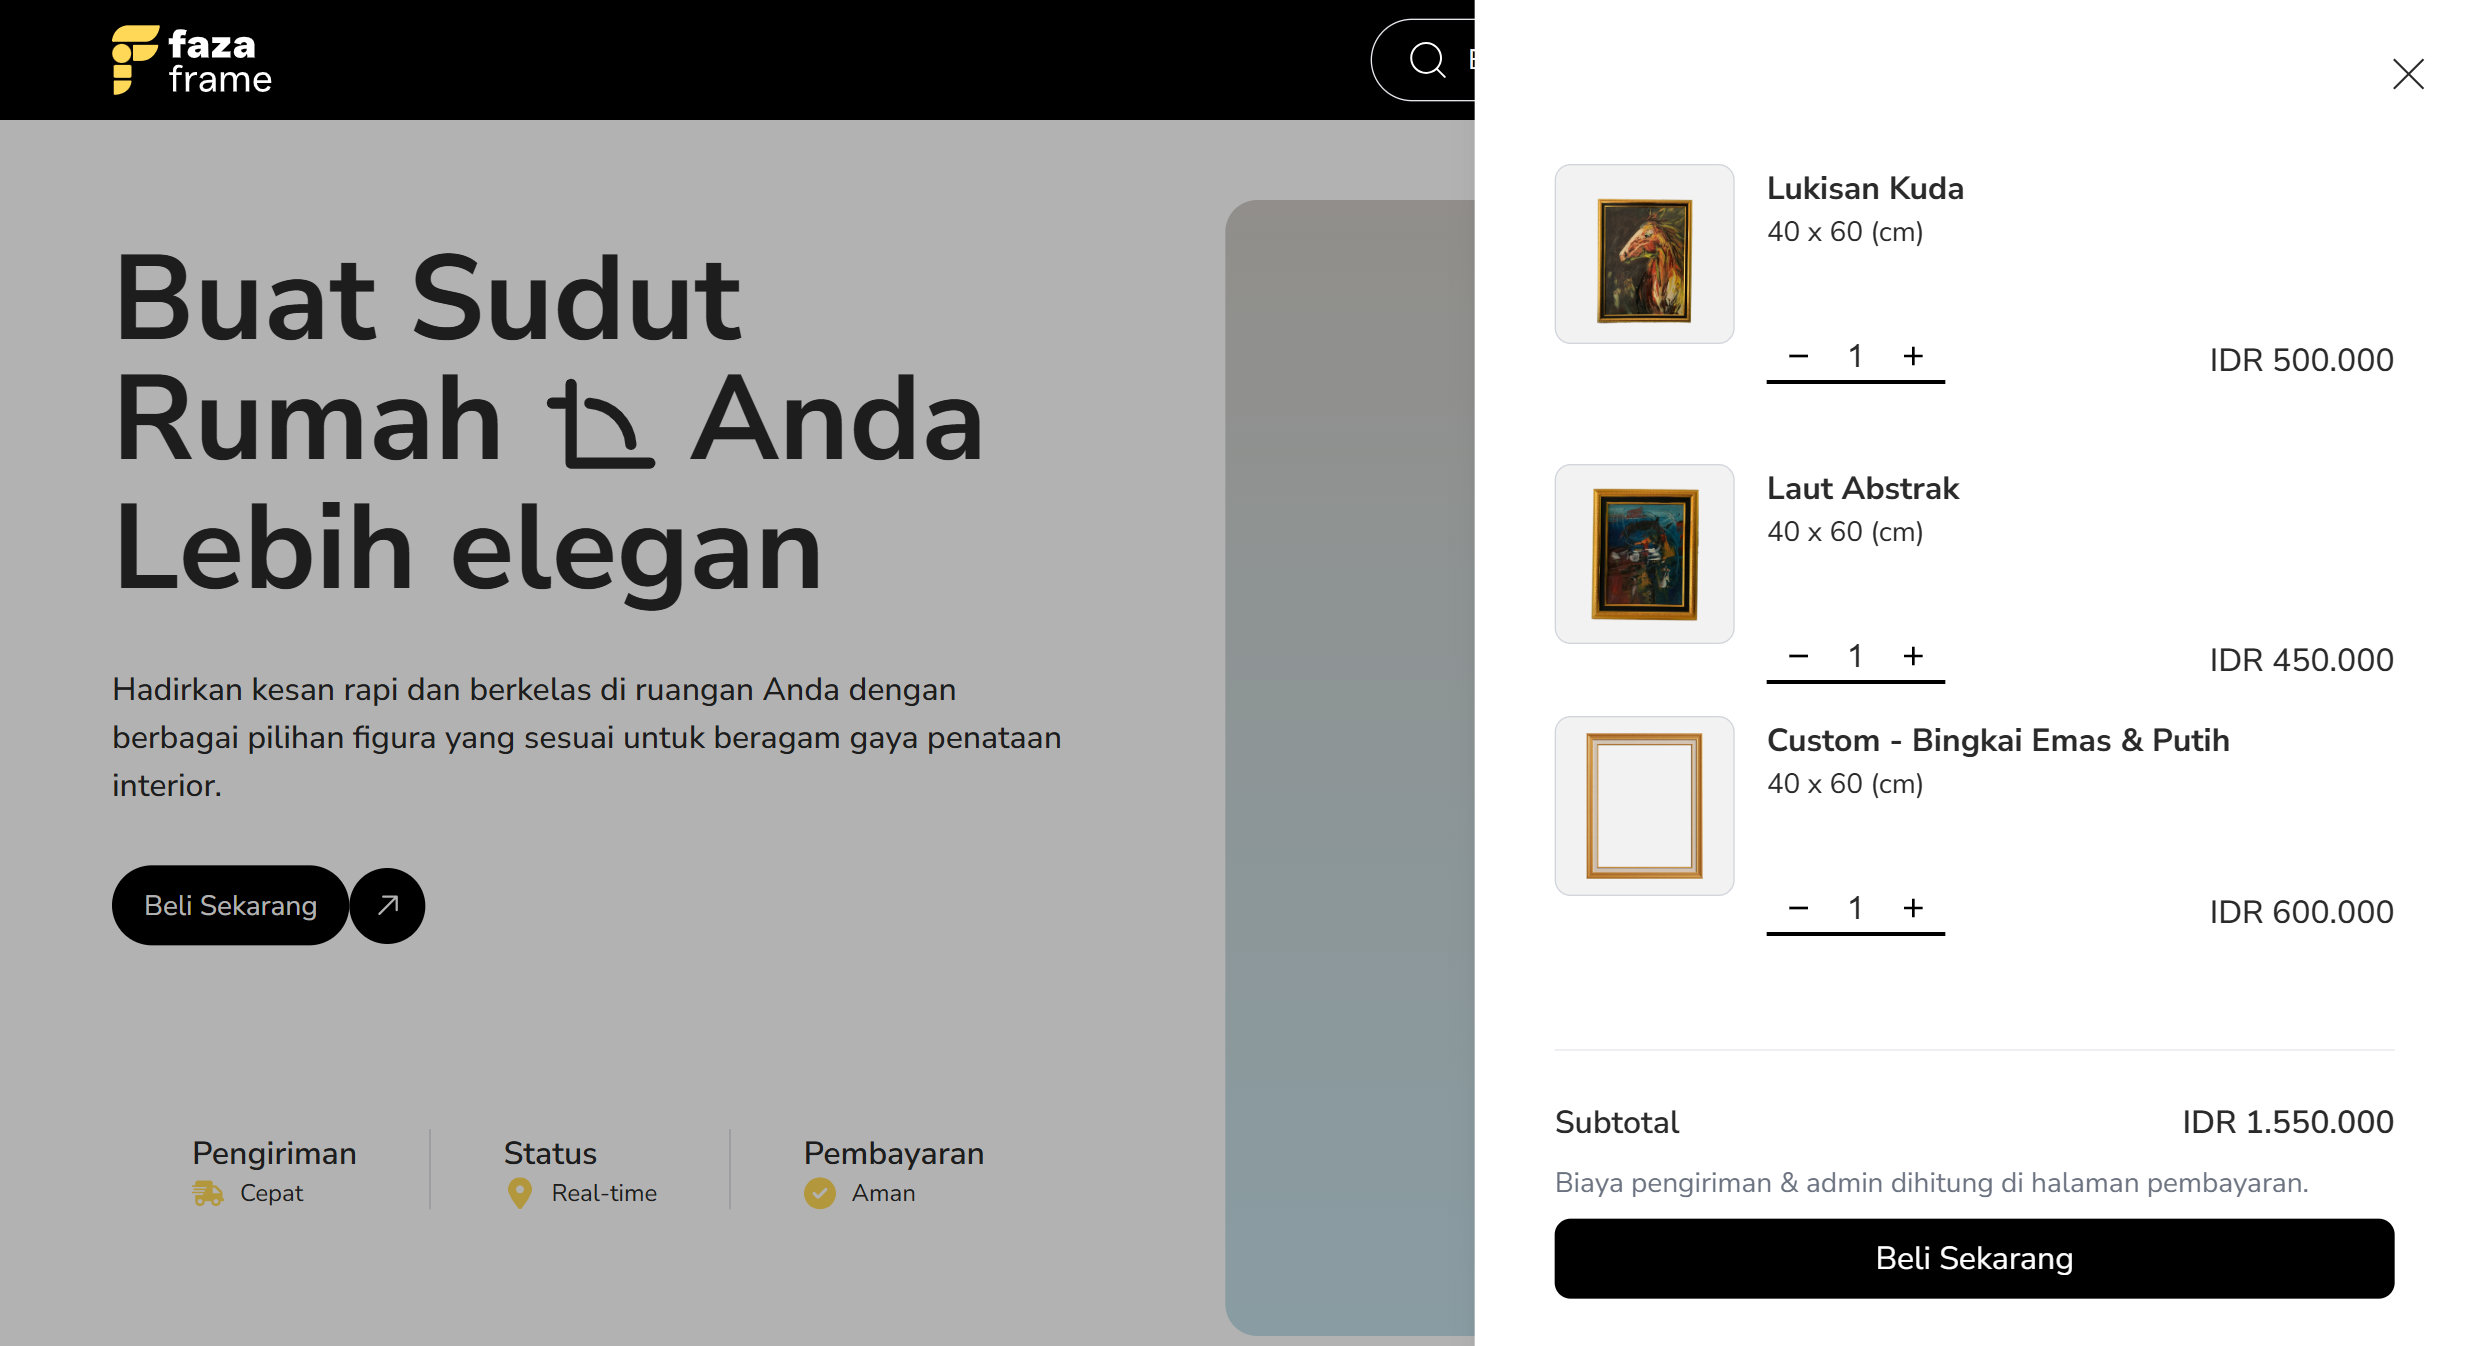 faza
frame
Buat Sudut
Rumah Anda
Lebih elegan
Hadirkan kesan rapi dan berkelas di ruangan Anda dengan
berbagai pilihan figura yang sesuai untuk beragam gaya penataan
interior.
Beli Sekarang
Pengiriman
Cepat
Status
Real-time
Pembayaran
Aman
Lukisan Kuda
40 x 60 (cm)
− 1 +
IDR 500.000
Laut Abstrak
40 x 60 (cm)
− 1 +
IDR 450.000
Custom - Bingkai Emas & Putih
40 x 60 (cm)
− 1 +
IDR 600.000
Subtotal
IDR 1.550.000
Biaya pengiriman & admin dihitung di halaman pembayaran.
Beli Sekarang